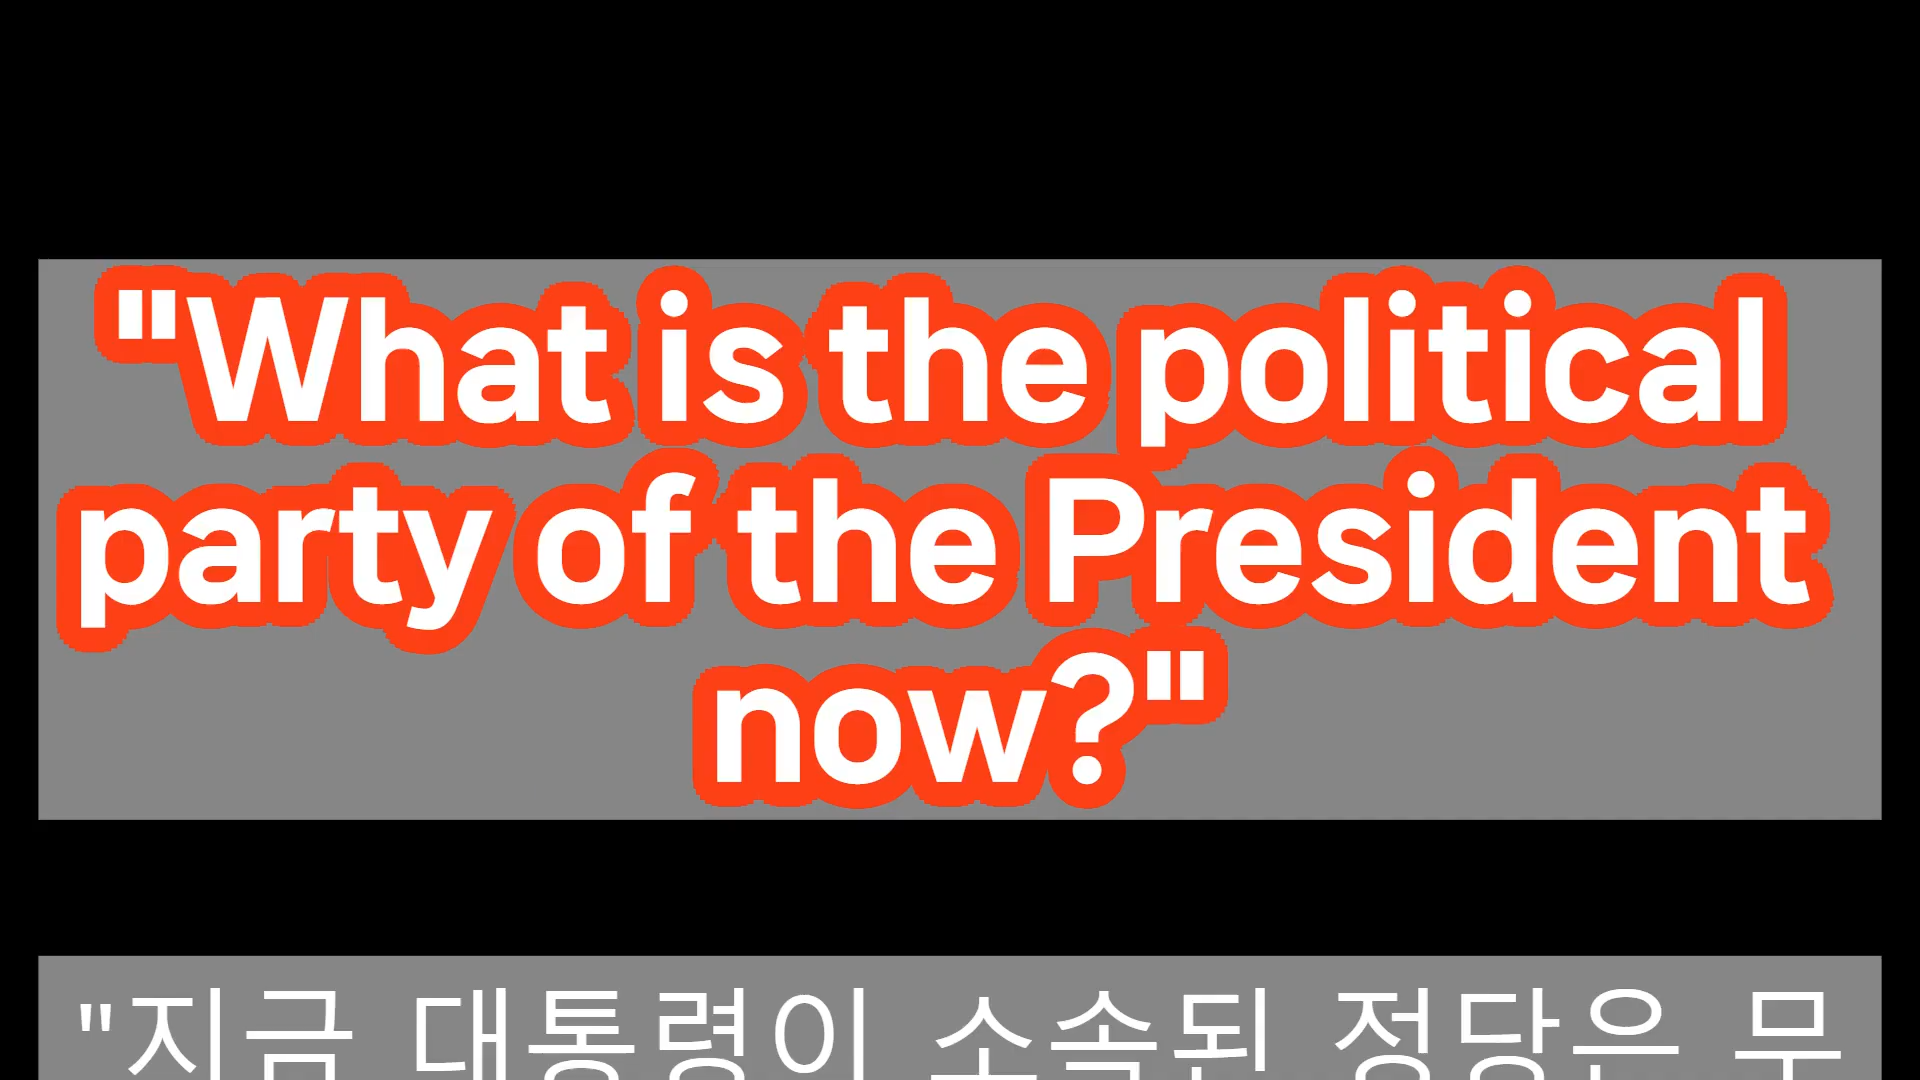 "What is the political
party of the President
now?"
"지금 대통령이 소속된 정당은 무